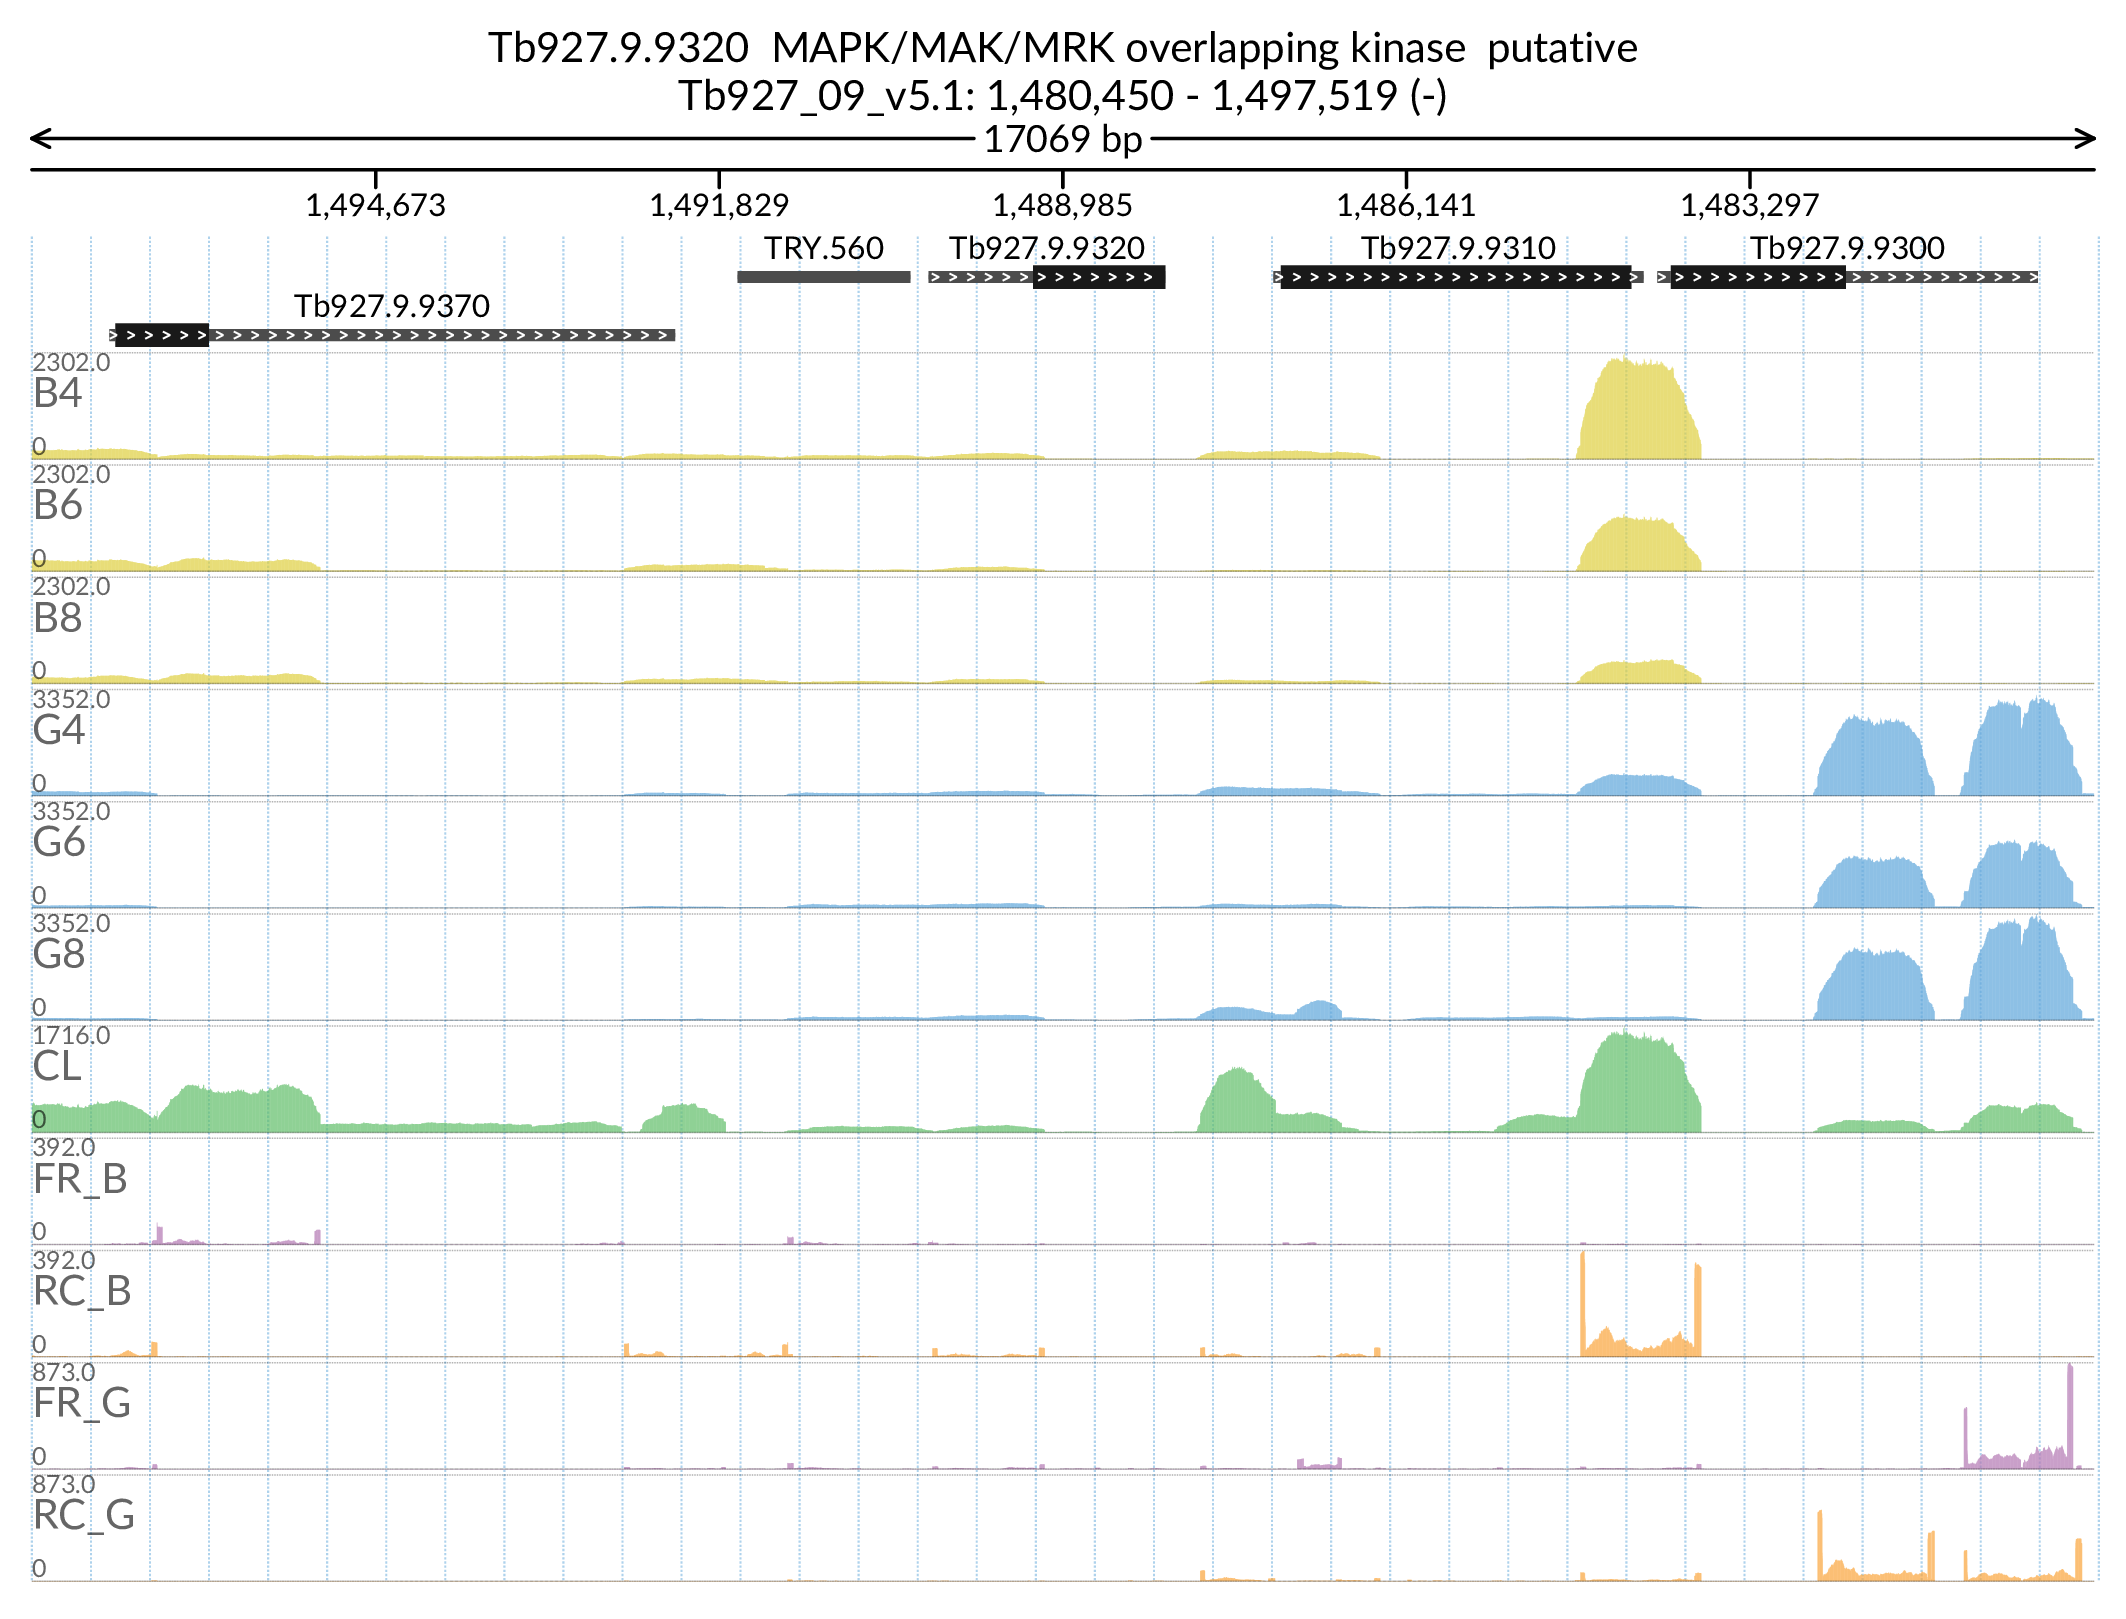 Tb927.9.9320  MAPK/MAK/MRK overlapping kinase  putative
Tb927_09_v5.1: 1,480,450 - 1,497,519 (-)
17069 bp
1,494,673 1,491,829 1,488,985 1,486,141 1,483,297
TRY.560 Tb927.9.9320 Tb927.9.9310 Tb927.9.9300
Tb927.9.9370
2302.0
B4
0
2302.0
B6
0
2302.0
B8
0
3352.0
G4
0
3352.0
G6
0
3352.0
G8
0
1716.0
CL
0
392.0
FR_B
0
392.0
RC_B
0
873.0
FR_G
0
873.0
RC_G
0